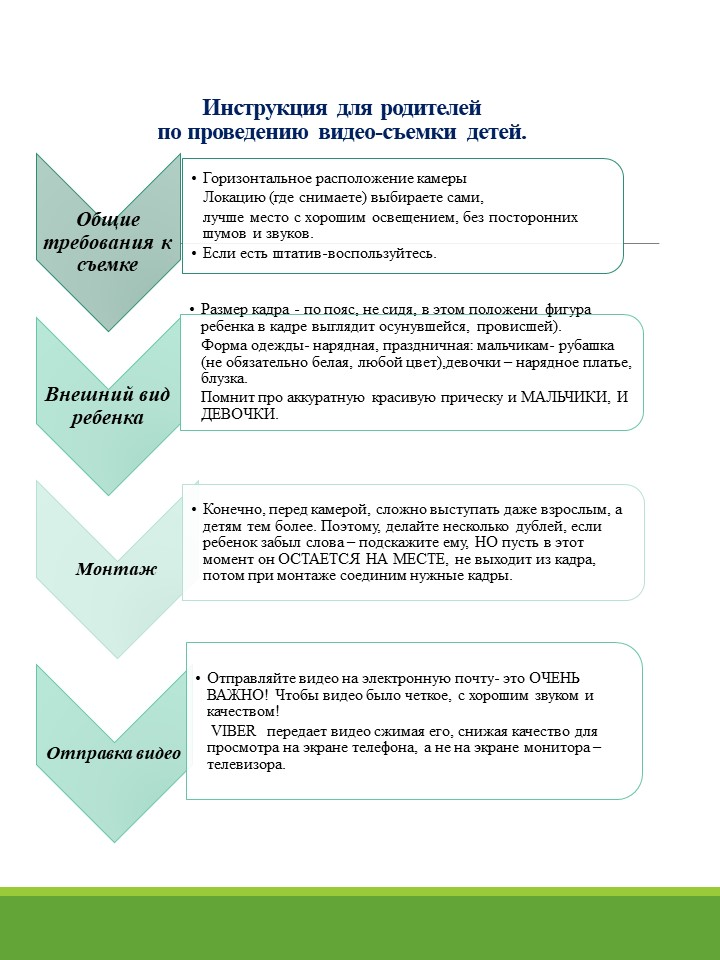 Инструкция для родителей
по проведению видео-съемки детей.
Общие
требования к
съемке
• Горизонтальное расположение камеры
Локацию (где снимаете) выбираете сами,
лучше место с хорошим освещением, без посторонних
шумов и звуков.
• Если есть штатив-воспользуйтесь.
Внешний вид
ребенка
• Размер кадра - по пояс, не сидя, в этом положени фигура
ребенка в кадре выглядит осунувшейся, провисшей).
Форма одежды- нарядная, праздничная: мальчикам- рубашка
(не обязательно белая, любой цвет),девочки – нарядное платье,
блузка.
Помнит про аккуратную красивую прическу и МАЛЬЧИКИ, И
ДЕВОЧКИ.
Монтаж
• Конечно, перед камерой, сложно выступать даже взрослым, а
детям тем более. Поэтому, делайте несколько дублей, если
ребенок забыл слова – подскажите ему, НО пусть в этот
момент он ОСТАЕТСЯ НА МЕСТЕ, не выходит из кадра,
потом при монтаже соединим нужные кадры.
Отправка видео
• Отправляйте видео на электронную почту- это ОЧЕНЬ
ВАЖНО! Чтобы видео было четкое, с хорошим звуком и
качеством!
VIBER передает видео сжимая его, снижая качество для
просмотра на экране телефона, а не на экране монитора –
телевизора.